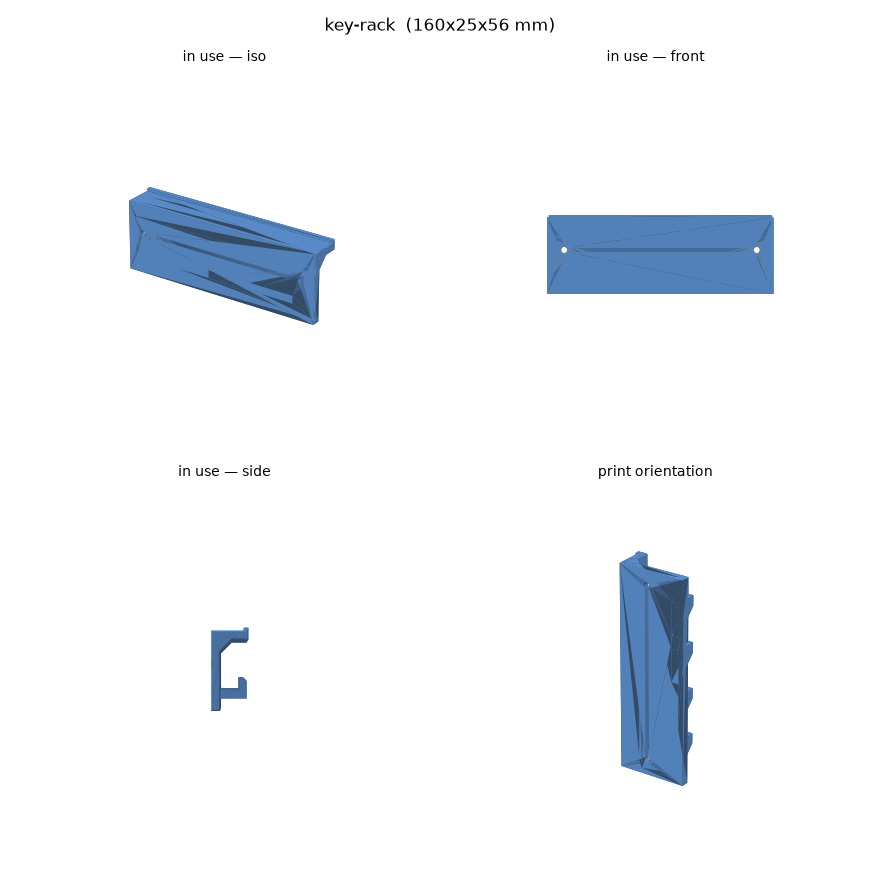 key-rack (160x25x56 mm)
in use — iso
in use — front
in use — side
print orientation